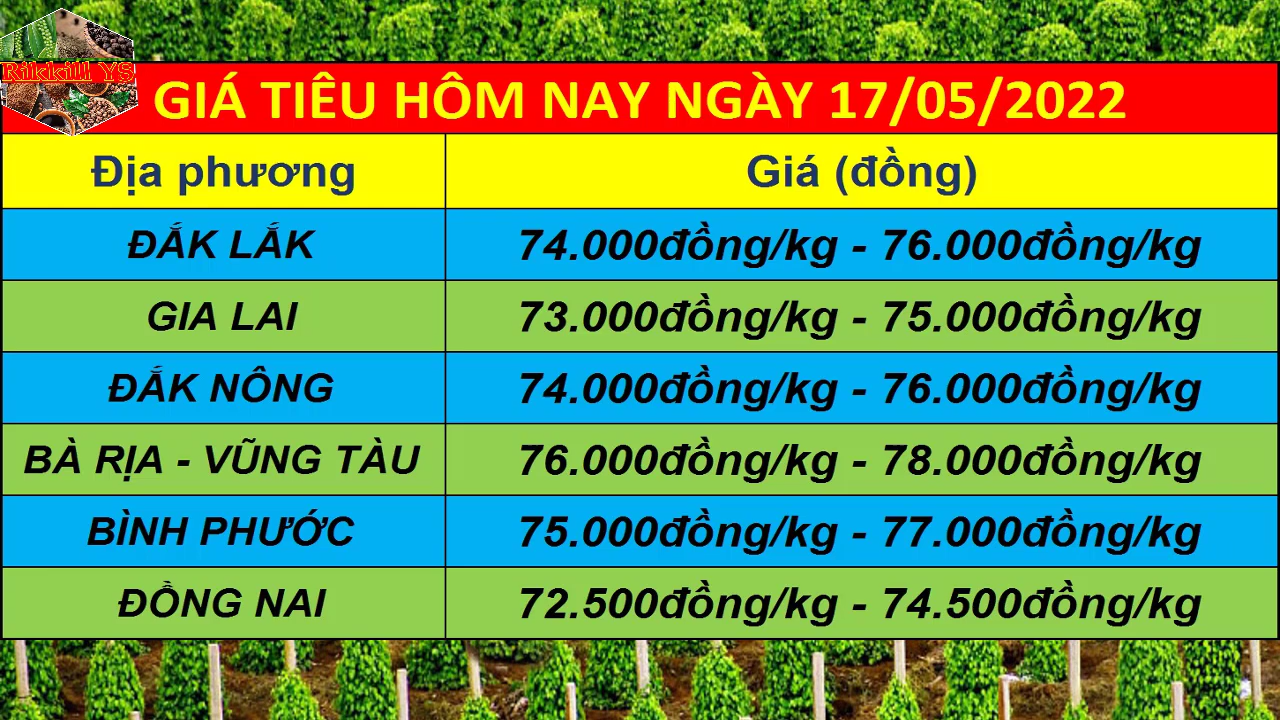 Rikkill YS
GIÁ TIÊU HÔM NAY NGÀY 17/05/2022
Địa phương Giá (đồng)
ĐẮK LẮK 74.000đồng/kg - 76.000đồng/kg
GIA LAI 73.000đồng/kg - 75.000đồng/kg
ĐẮK NÔNG 74.000đồng/kg - 76.000đồng/kg
BÀ RỊA - VŨNG TÀU 76.000đồng/kg - 78.000đồng/kg
BÌNH PHƯỚC 75.000đồng/kg - 77.000đồng/kg
ĐỒNG NAI 72.500đồng/kg - 74.500đồng/kg